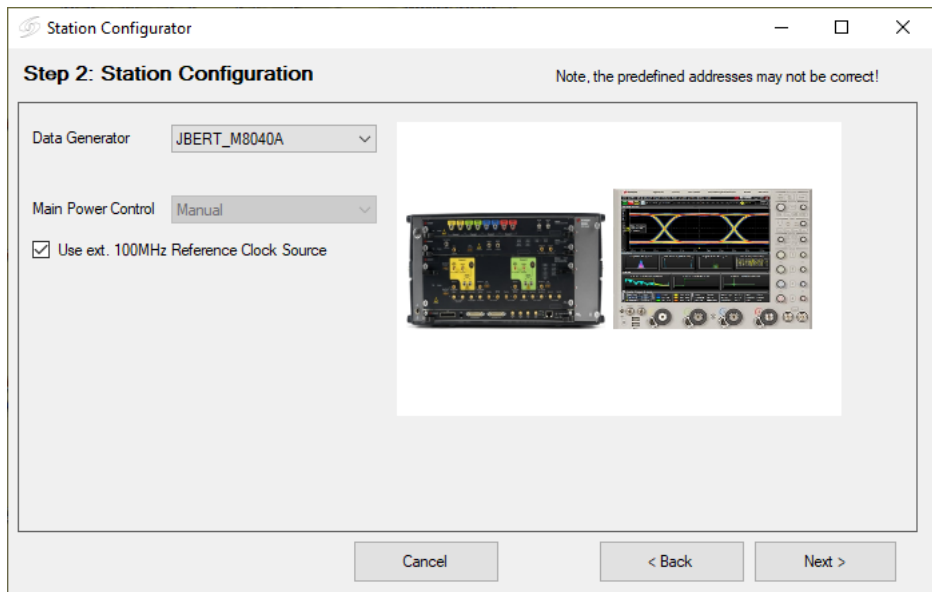 Station Configurator
Step 2: Station Configuration
Note, the predefined addresses may not be correct!
Data Generator
JBERT_M8040A
Main Power Control
Manual
Use ext. 100MHz Reference Clock Source
Cancel
< Back
Next >